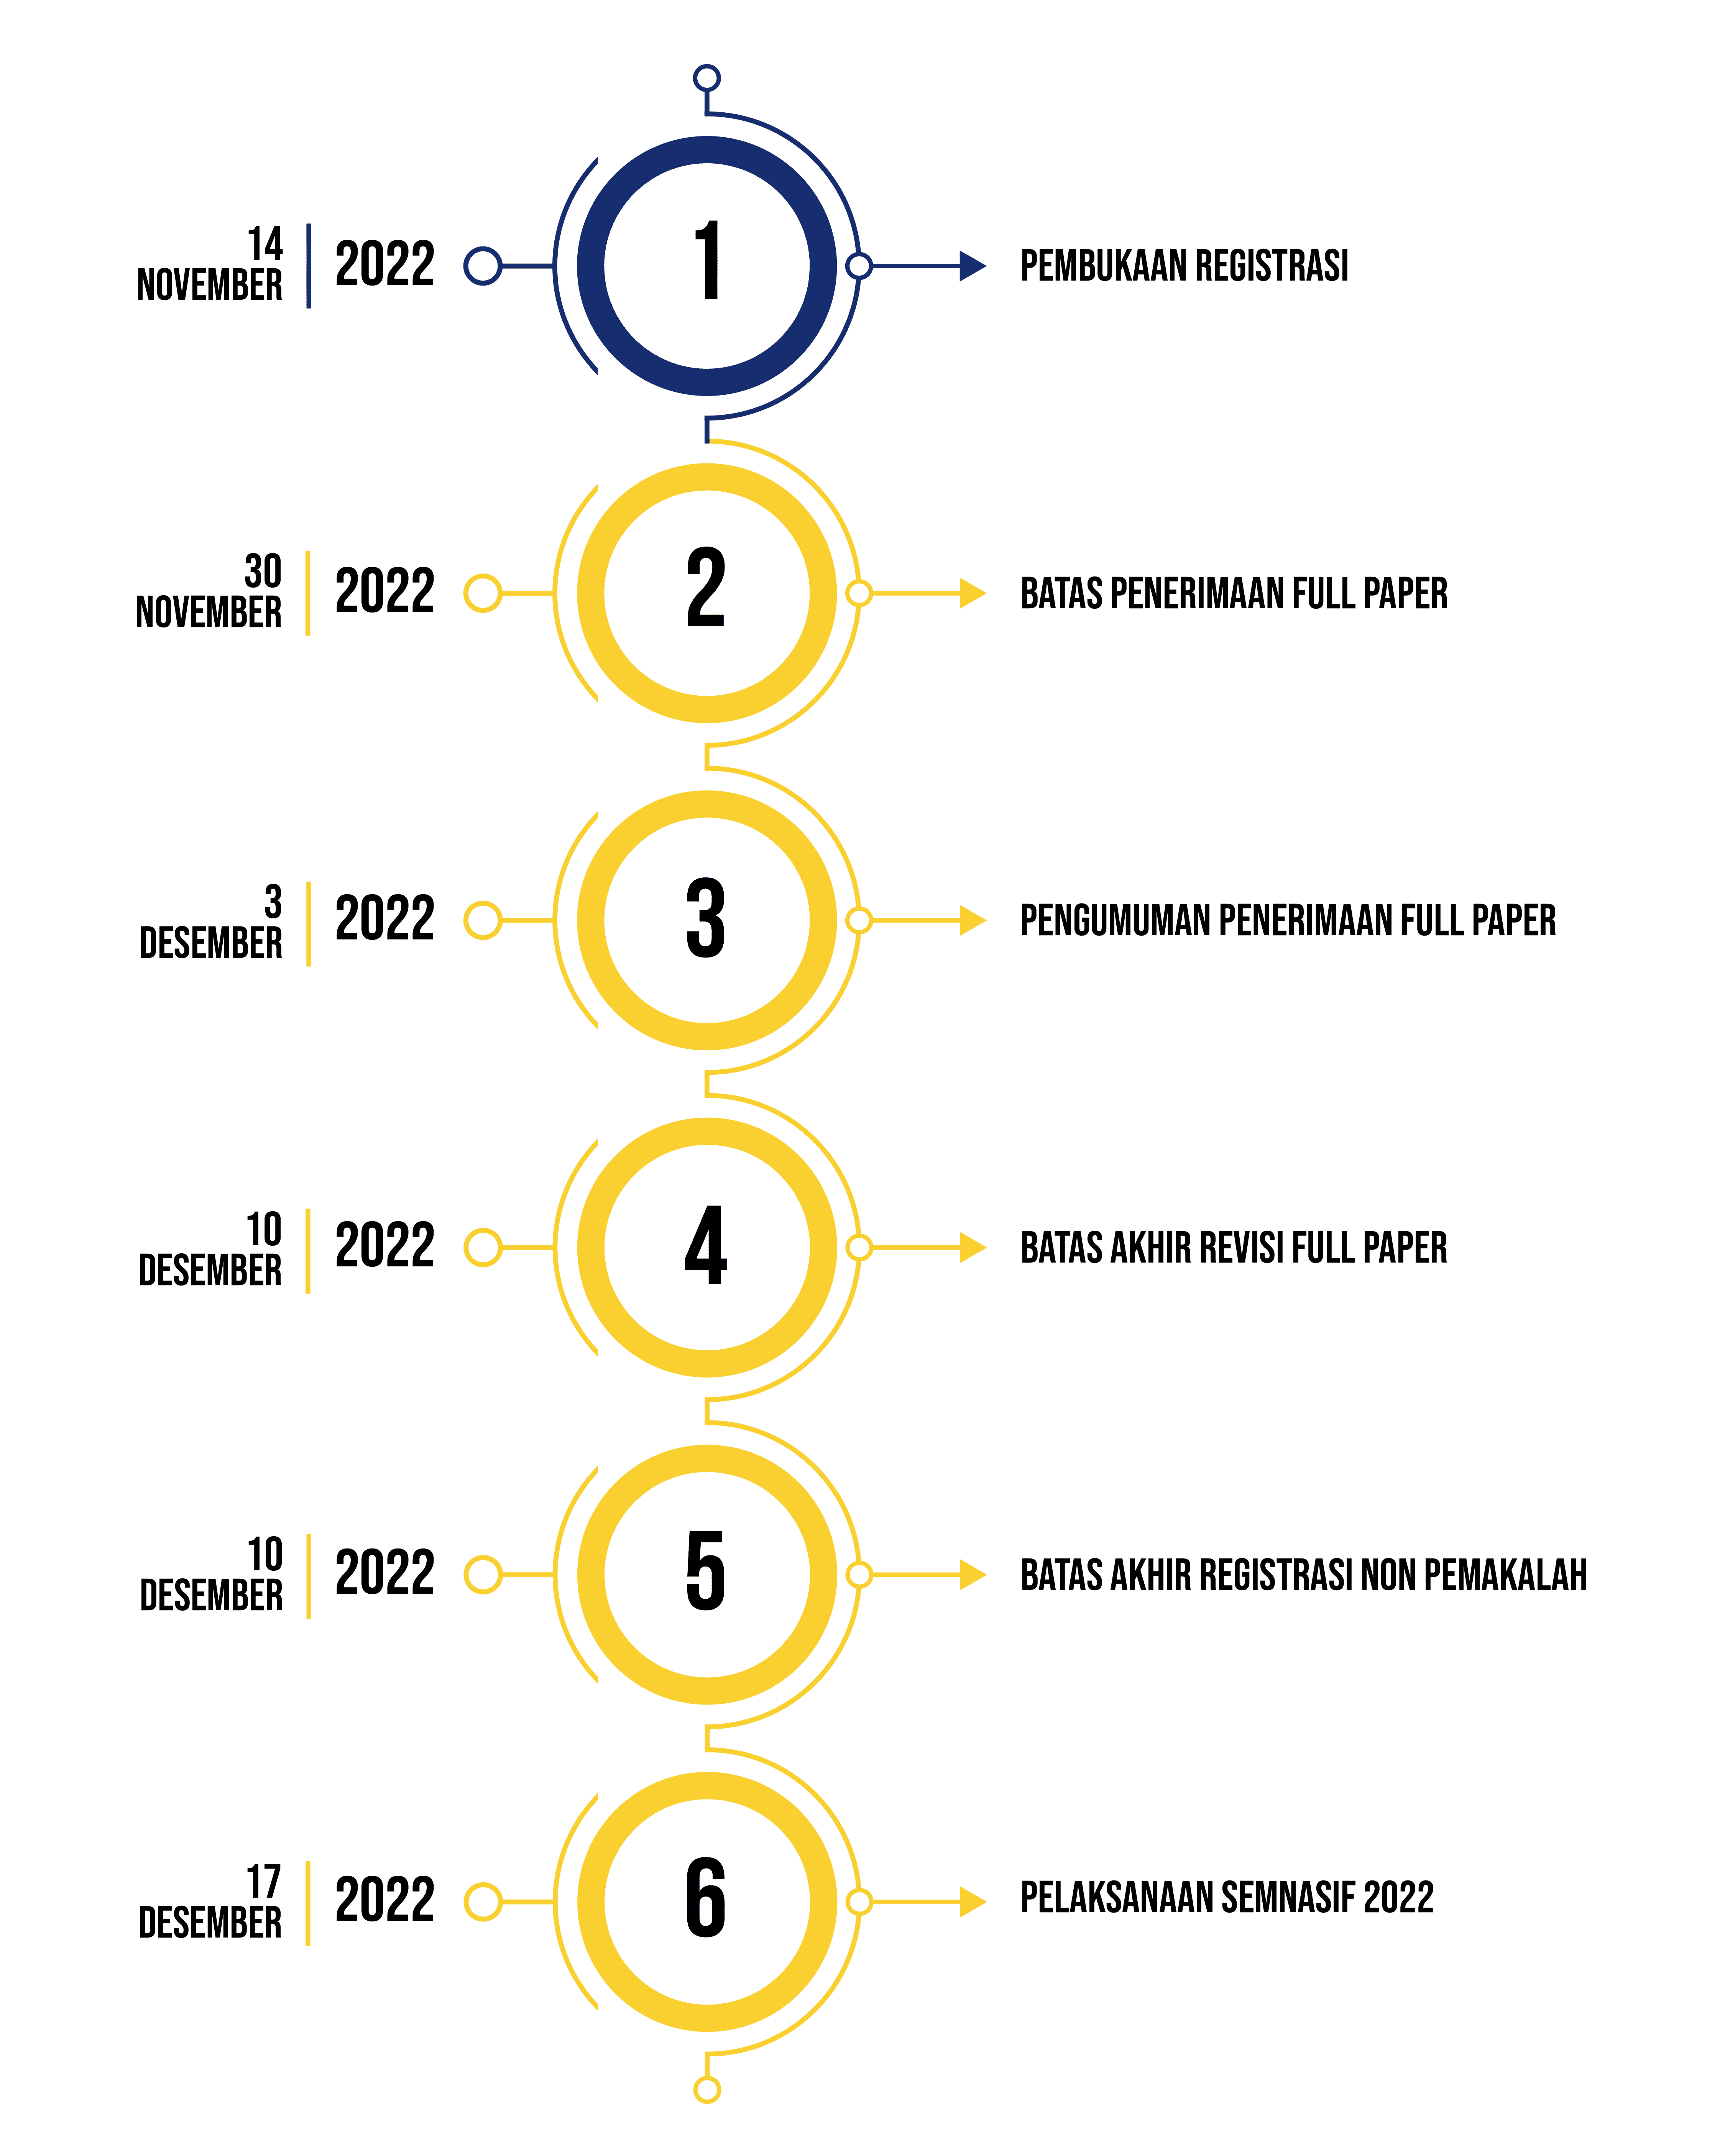 14
NOVEMBER
2022
1
PEMBUKAAN REGISTRASI
30
NOVEMBER
2022
2
BATAS PENERIMAAN FULL PAPER
3
DESEMBER
2022
3
PENGUMUMAN PENERIMAAN FULL PAPER
10
DESEMBER
2022
4
BATAS AKHIR REVISI FULL PAPER
10
DESEMBER
2022
5
BATAS AKHIR REGISTRASI NON PEMAKALAH
17
DESEMBER
2022
6
PELAKSANAAN SEMNASIF 2022